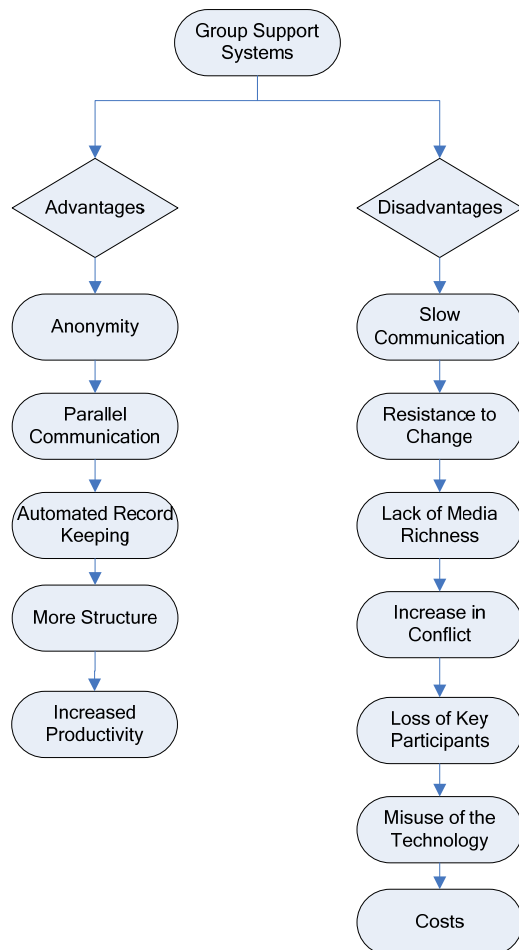 Group Support
Systems
Advantages
Disadvantages
Anonymity
Slow
Communication
Parallel
Communication
Resistance to
Change
Automated Record
Keeping
Lack of Media
Richness
More Structure
Increase in
Conflict
Increased
Productivity
Loss of Key
Participants
Misuse of the
Technology
Costs